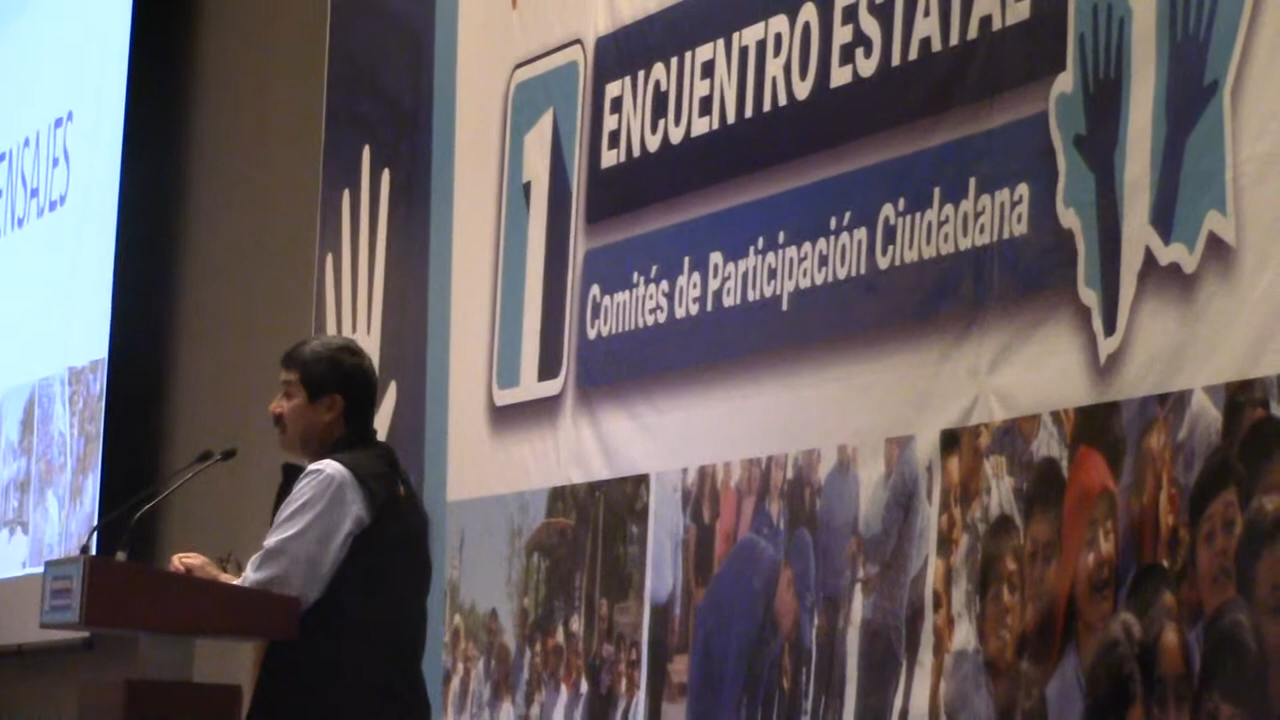 ENSAJES
1
ENCUENTRO ESTATAL
Comités de Participación Ciudadana